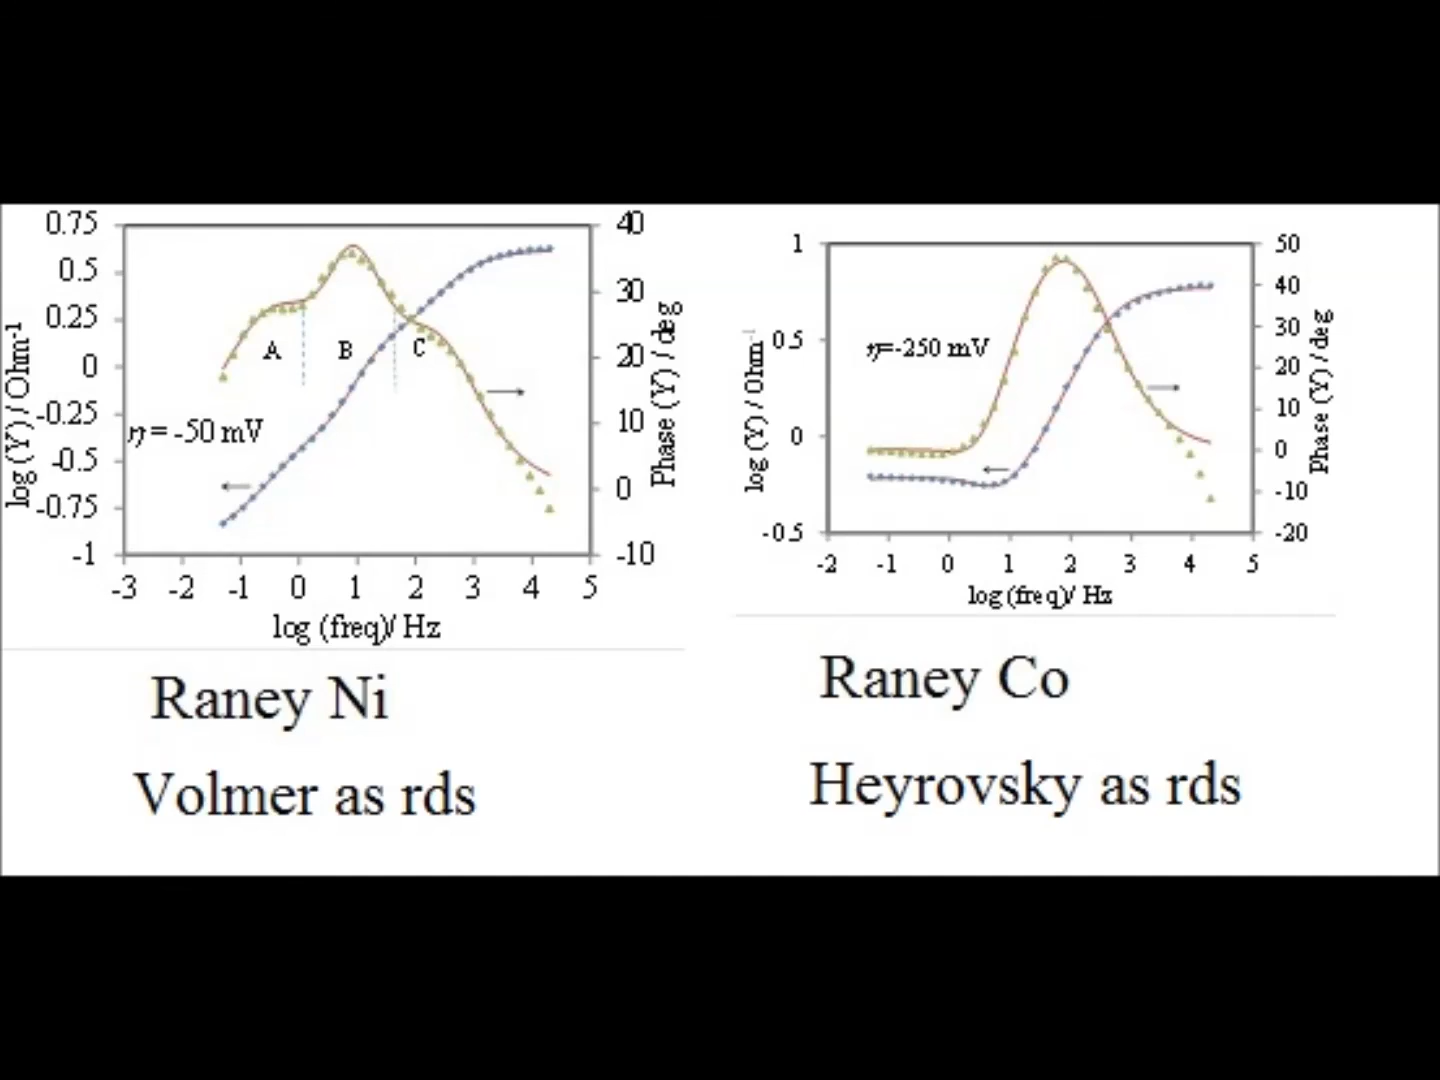 0.75
0.5
0.25
0
-0.25
-0.5
-0.75
-1
log (Y) / Ohm⁻¹
40
30
20
10
0
-10
Phase (Y) / deg
A
B
C
η = -50 mV
-3 -2 -1 0 1 2 3 4 5
log (freq)/ Hz
Raney Ni
Volmer as rds
1
0.5
0
-0.5
log (Y) / Ohm⁻¹
50
40
30
20
10
0
-10
-20
Phase (Y) / deg
η=-250 mV
-2 -1 0 1 2 3 4 5
log (freq)/ Hz
Raney Co
Heyrovsky as rds